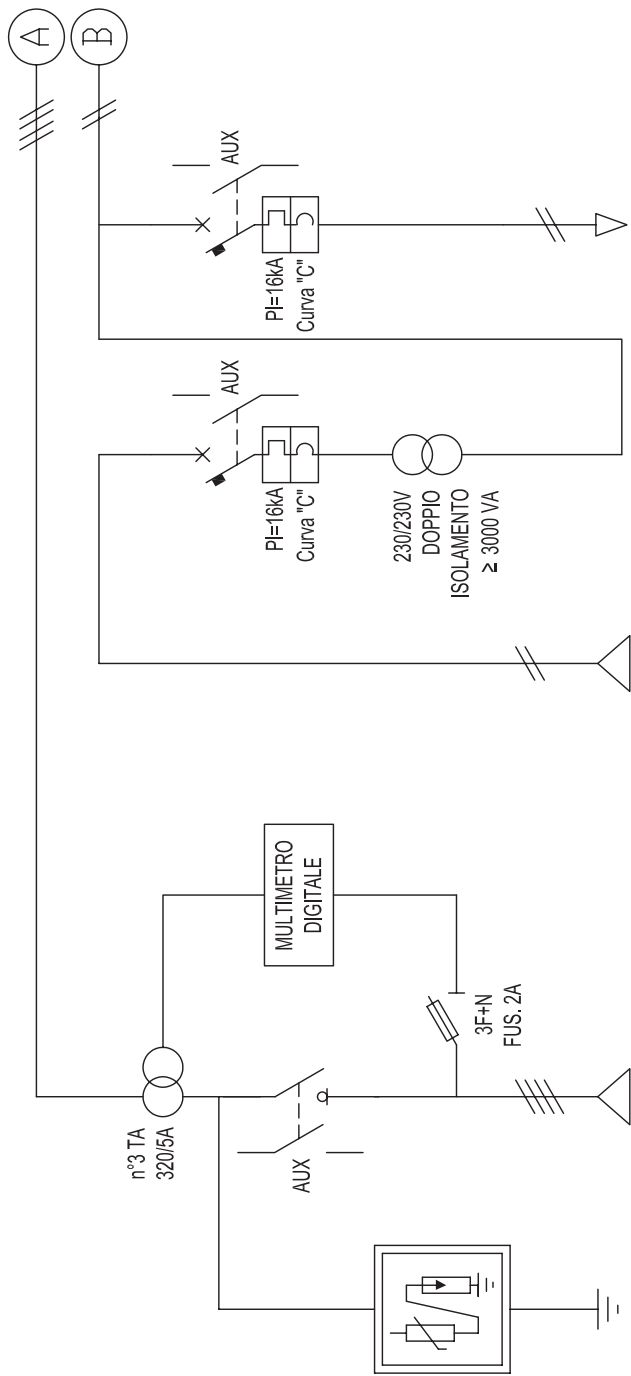 A
B
n°3 TA
320/5A
AUX
MULTIMETRO
DIGITALE
3F+N
FUS. 2A
AUX
PI=16kA
Curva "C"
230/230V
DOPPIO
ISOLAMENTO
≥ 3000 VA
AUX
PI=16kA
Curva "C"